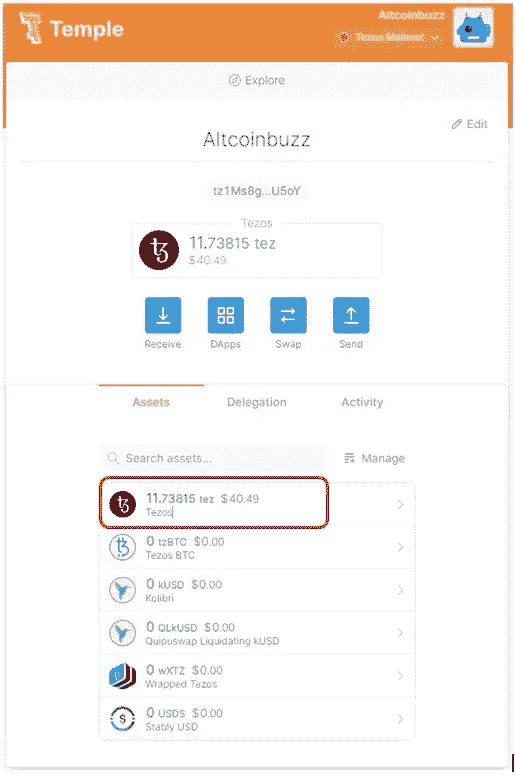 Temple
Altcoinbuzz
Tezos Mainnet
Explore
Edit
Altcoinbuzz
tz1Ms8g...U5oY
Tezos
11.73815 tez
$40.49
Receive DApps Swap Send
Assets Delegation Activity
Search assets... Manage
11.73815 tez $40.49
Tezos
0 tzBTC $0.00
Tezos BTC
0 kUSD $0.00
Kolibri
0 QLkUSD $0.00
Quipuswap Liquidating kUSD
0 wXTZ $0.00
Wrapped Tezos
0 USDS $0.00
Stably USD